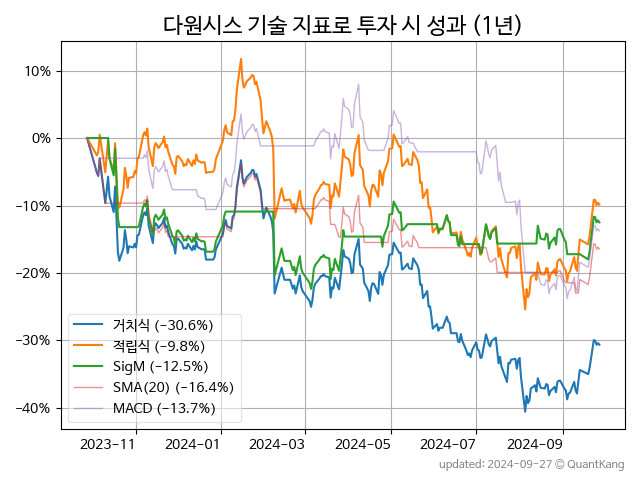 다원시스 기술 지표로 투자 시 성과 (1년)
10%
0%
−10%
−20%
−30%
−40%
거치식 (−30.6%)
적립식 (−9.8%)
SigM (−12.5%)
SMA(20) (−16.4%)
MACD (−13.7%)
2023−11
2024−01
2024−03
2024−05
2024−07
2024−09
updated: 2024−09−27 © QuantKang